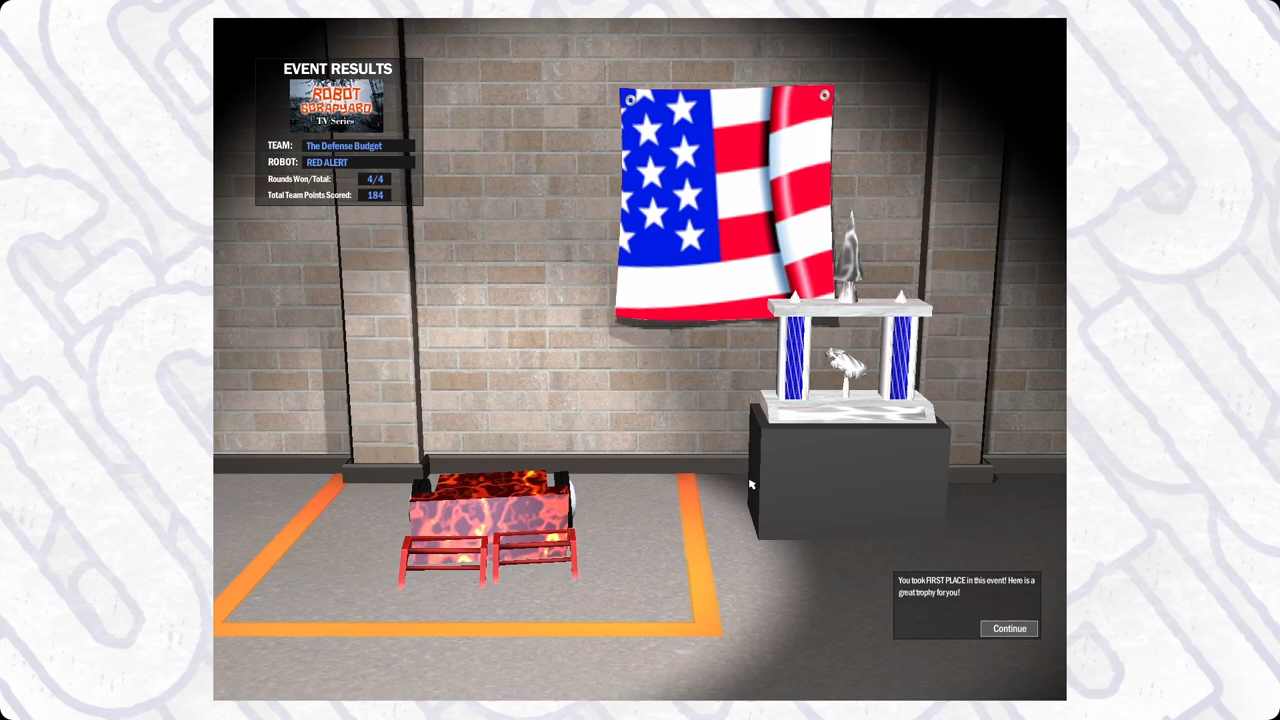 EVENT RESULTS
ROBOT
SCRAPYARD
TV Series
TEAM: The Defense Budget
ROBOT: RED ALERT
Rounds Won/Total: 4/4
Total Team Points Scored: 184
You took FIRST PLACE in this event! Here is a
great trophy for you!
Continue